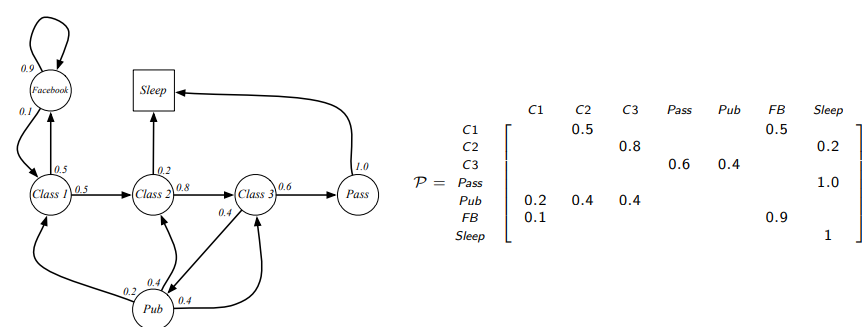 0.9
Facebook
Sleep
0.1
0.5
0.2
1.0
Class 1
0.5
Class 2
0.8
Class 3
0.6
Pass
0.4
0.2
0.4
Pub
0.4
C1 C2 C3 Pass Pub FB Sleep
C1 0.5 0.5
C2 0.8 0.2
C3 0.6 0.4
𝒫 = Pass 1.0
Pub 0.2 0.4 0.4
FB 0.1 0.9
Sleep 1